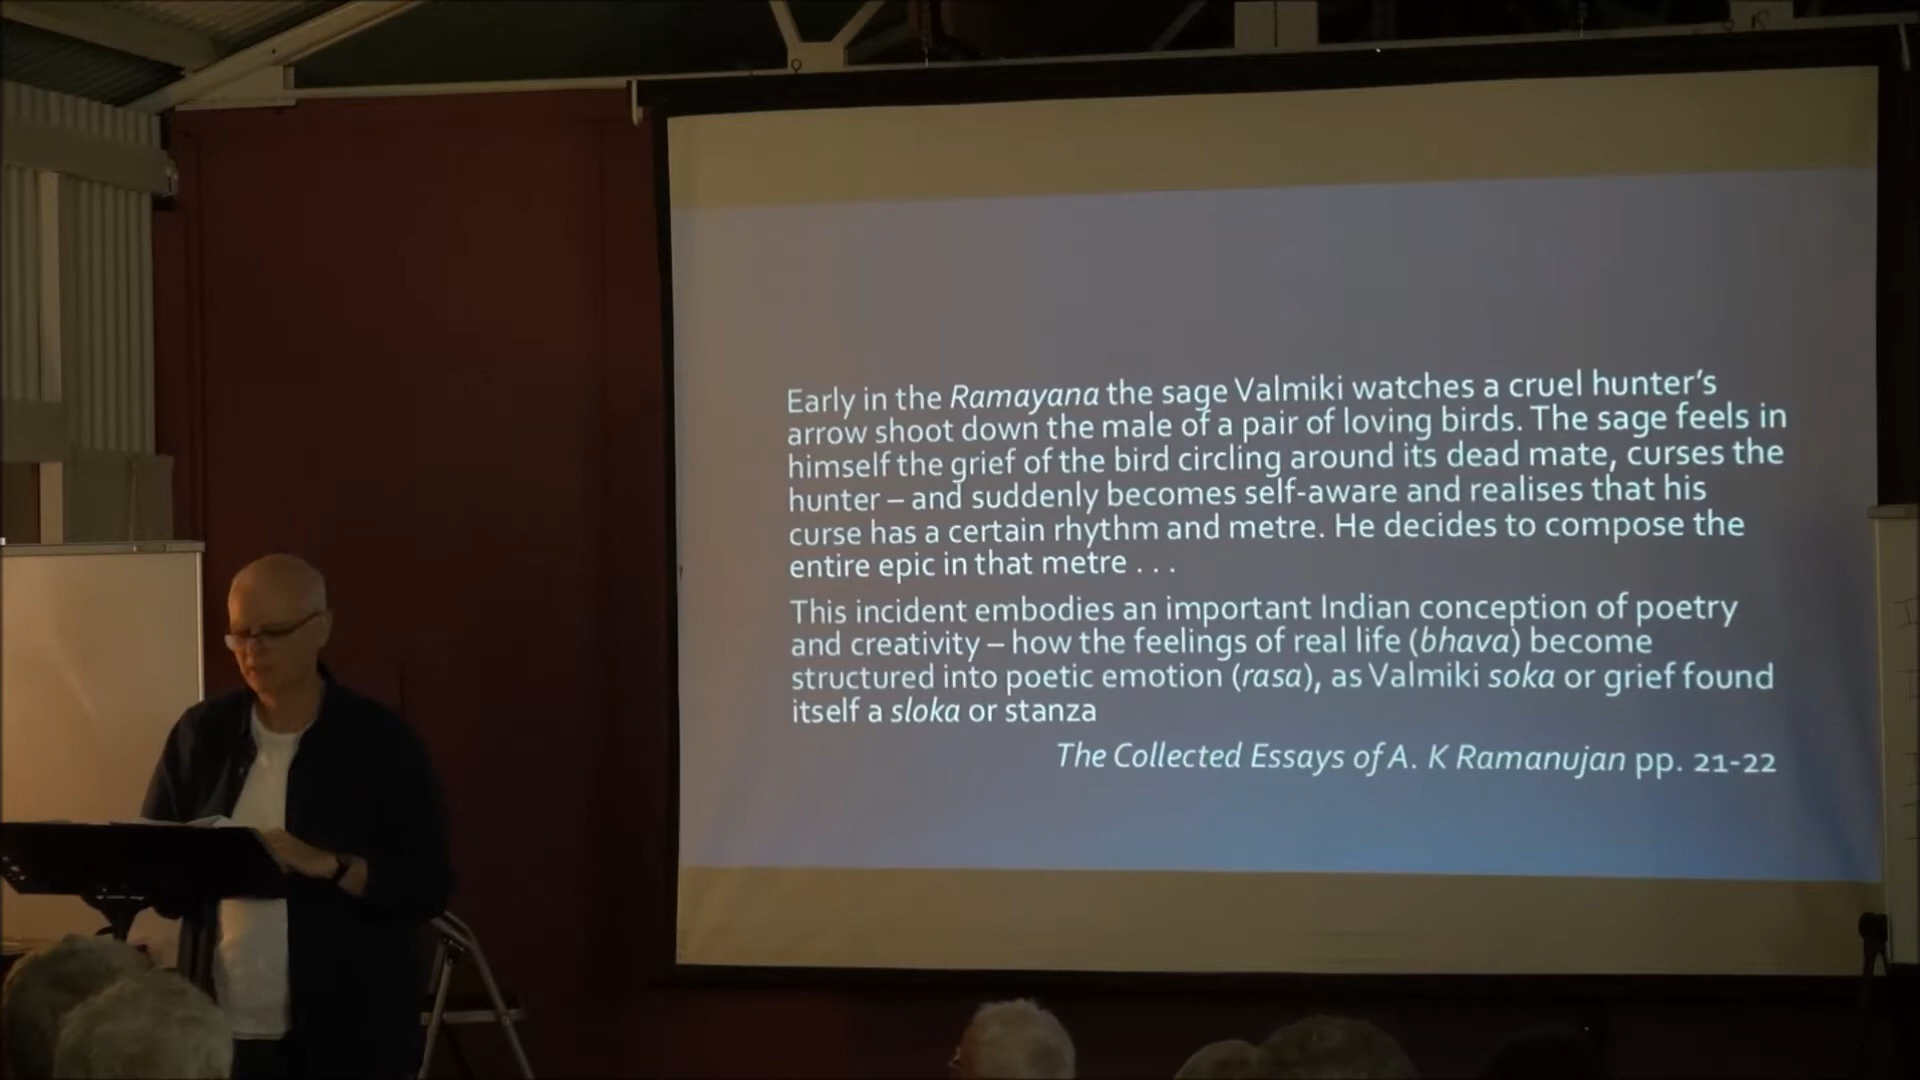 Early in the Ramayana the sage Valmiki watches a cruel hunter's
arrow shoot down the male of a pair of loving birds. The sage feels in
himself the grief of the bird circling around its dead mate, curses the
hunter – and suddenly becomes self-aware and realises that his
curse has a certain rhythm and metre. He decides to compose the
entire epic in that metre . . .
This incident embodies an important Indian conception of poetry
and creativity – how the feelings of real life (bhava) become
structured into poetic emotion (rasa), as Valmiki soka or grief found
itself a sloka or stanza
The Collected Essays of A. K Ramanujan pp. 21-22